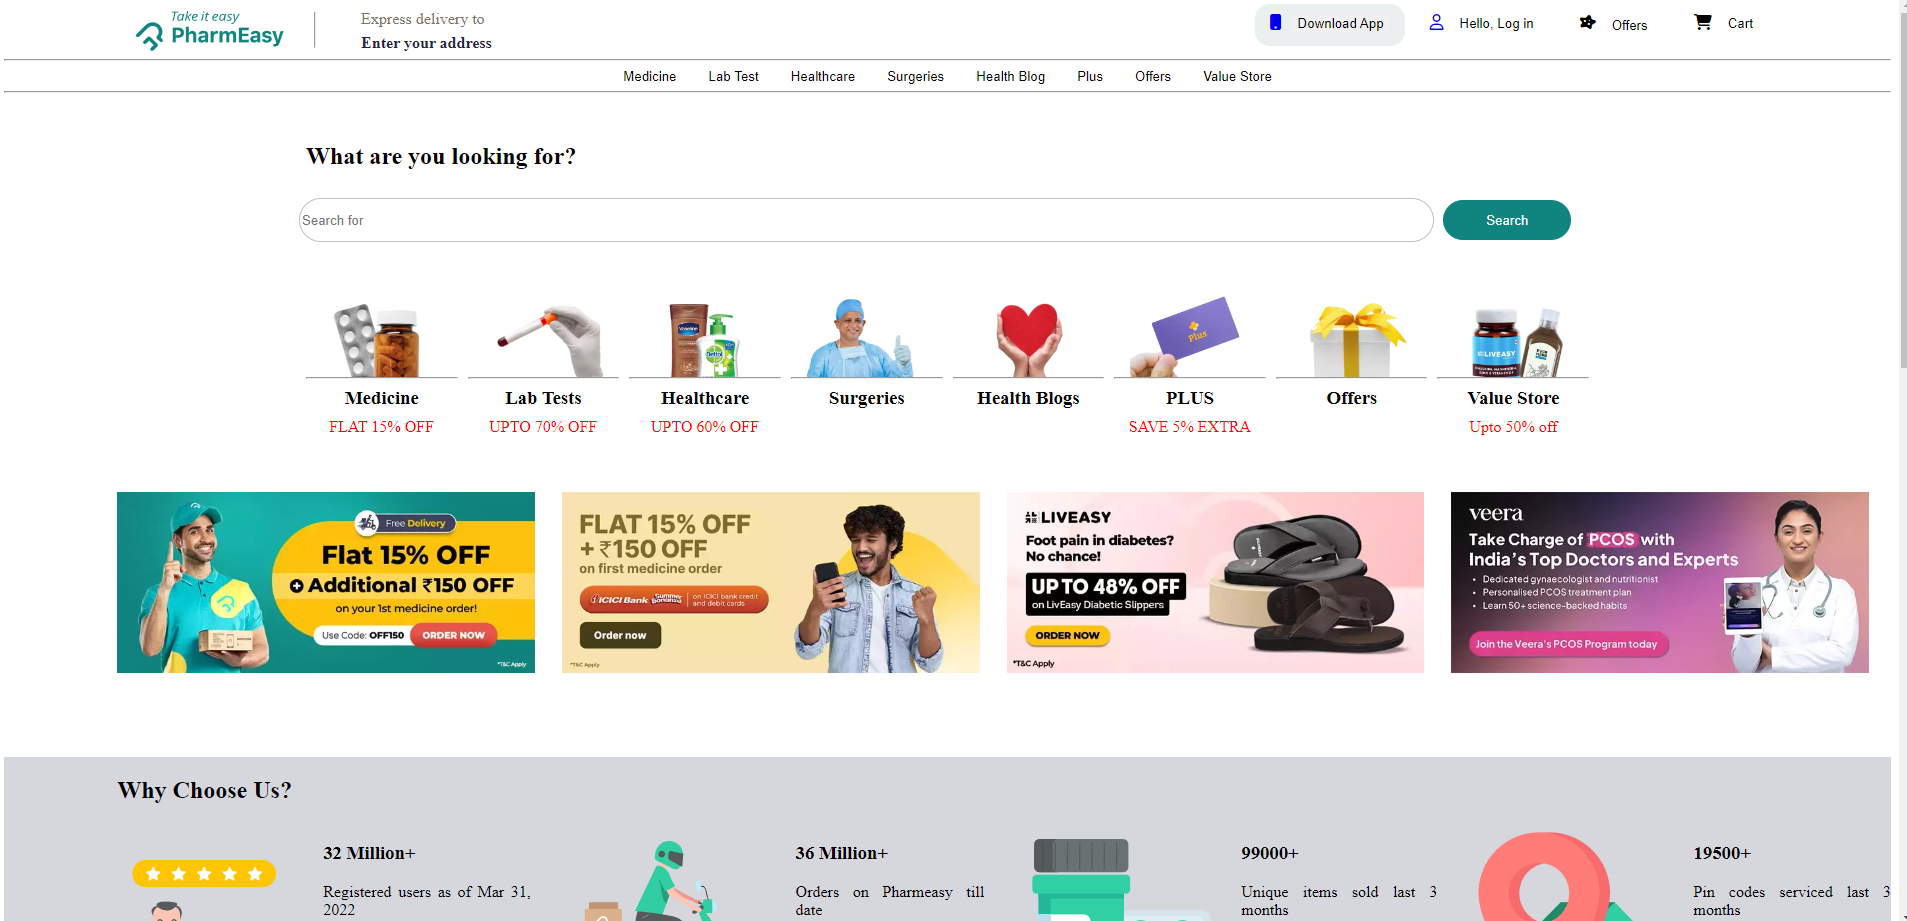 Take it easy
PharmEasy
Express delivery to
Enter your address
Download App
Hello, Log in
Offers
Cart
Medicine
Lab Test
Healthcare
Surgeries
Health Blog
Plus
Offers
Value Store
What are you looking for?
Search for
Search
Vaseline
Dettol
Plus
LIVEASY
Medicine
FLAT 15% OFF
Lab Tests
UPTO 70% OFF
Healthcare
UPTO 60% OFF
Surgeries
Health Blogs
PLUS
SAVE 5% EXTRA
Offers
Value Store
Upto 50% off
Free Delivery
Flat 15% OFF
+ Additional ₹150 OFF
on your 1st medicine order!
Use Code: OFF150
ORDER NOW
*T&C Apply
FLAT 15% OFF
+ ₹150 OFF
on first medicine order
ICICI Bank
Summer Bonanza
on ICICI bank credit
and debit cards
Order now
*T&C Apply
LIVEASY
Foot pain in diabetes?
No chance!
UP TO 48% OFF
on LivEasy Diabetic Slippers
ORDER NOW
*T&C Apply
veera
Take Charge of PCOS with
India's Top Doctors and Experts
• Dedicated gynaecologist and nutritionist
• Personalised PCOS treatment plan
• Learn 50+ science-backed habits
Join the Veera's PCOS Program today
Why Choose Us?
32 Million+
Registered users as of Mar 31,
2022
36 Million+
Orders on Pharmeasy till
date
99000+
Unique items sold last 3
months
19500+
Pin codes serviced last 3
months